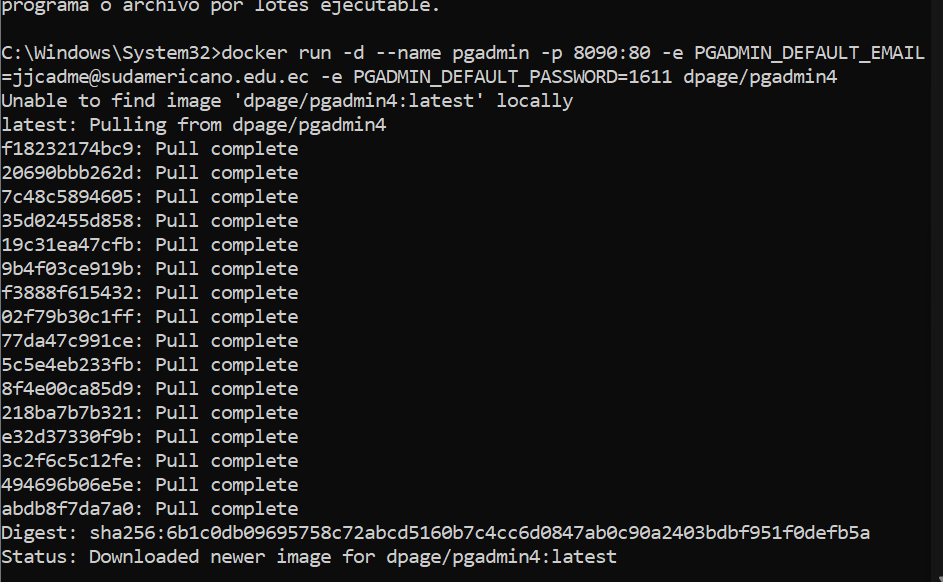 programa o archivo por lotes ejecutable.
C:\Windows\System32>docker run -d --name pgadmin -p 8090:80 -e PGADMIN_DEFAULT_EMAIL
=jjcadme@sudamericano.edu.ec -e PGADMIN_DEFAULT_PASSWORD=1611 dpage/pgadmin4
Unable to find image 'dpage/pgadmin4:latest' locally
latest: Pulling from dpage/pgadmin4
f18232174bc9: Pull complete
20690bbb262d: Pull complete
7c48c5894605: Pull complete
35d02455d858: Pull complete
19c31ea47cfb: Pull complete
9b4f03ce919b: Pull complete
f3888f615432: Pull complete
02f79b30c1ff: Pull complete
77da47c991ce: Pull complete
5c5e4eb233fb: Pull complete
8f4e00ca85d9: Pull complete
218ba7b7b321: Pull complete
e32d37330f9b: Pull complete
3c2f6c5c12fe: Pull complete
494696b06e5e: Pull complete
abdb8f7da7a0: Pull complete
Digest: sha256:6b1c0db09695758c72abcd5160b7c4cc6d0847ab0c90a2403bdbf951f0defb5a
Status: Downloaded newer image for dpage/pgadmin4:latest